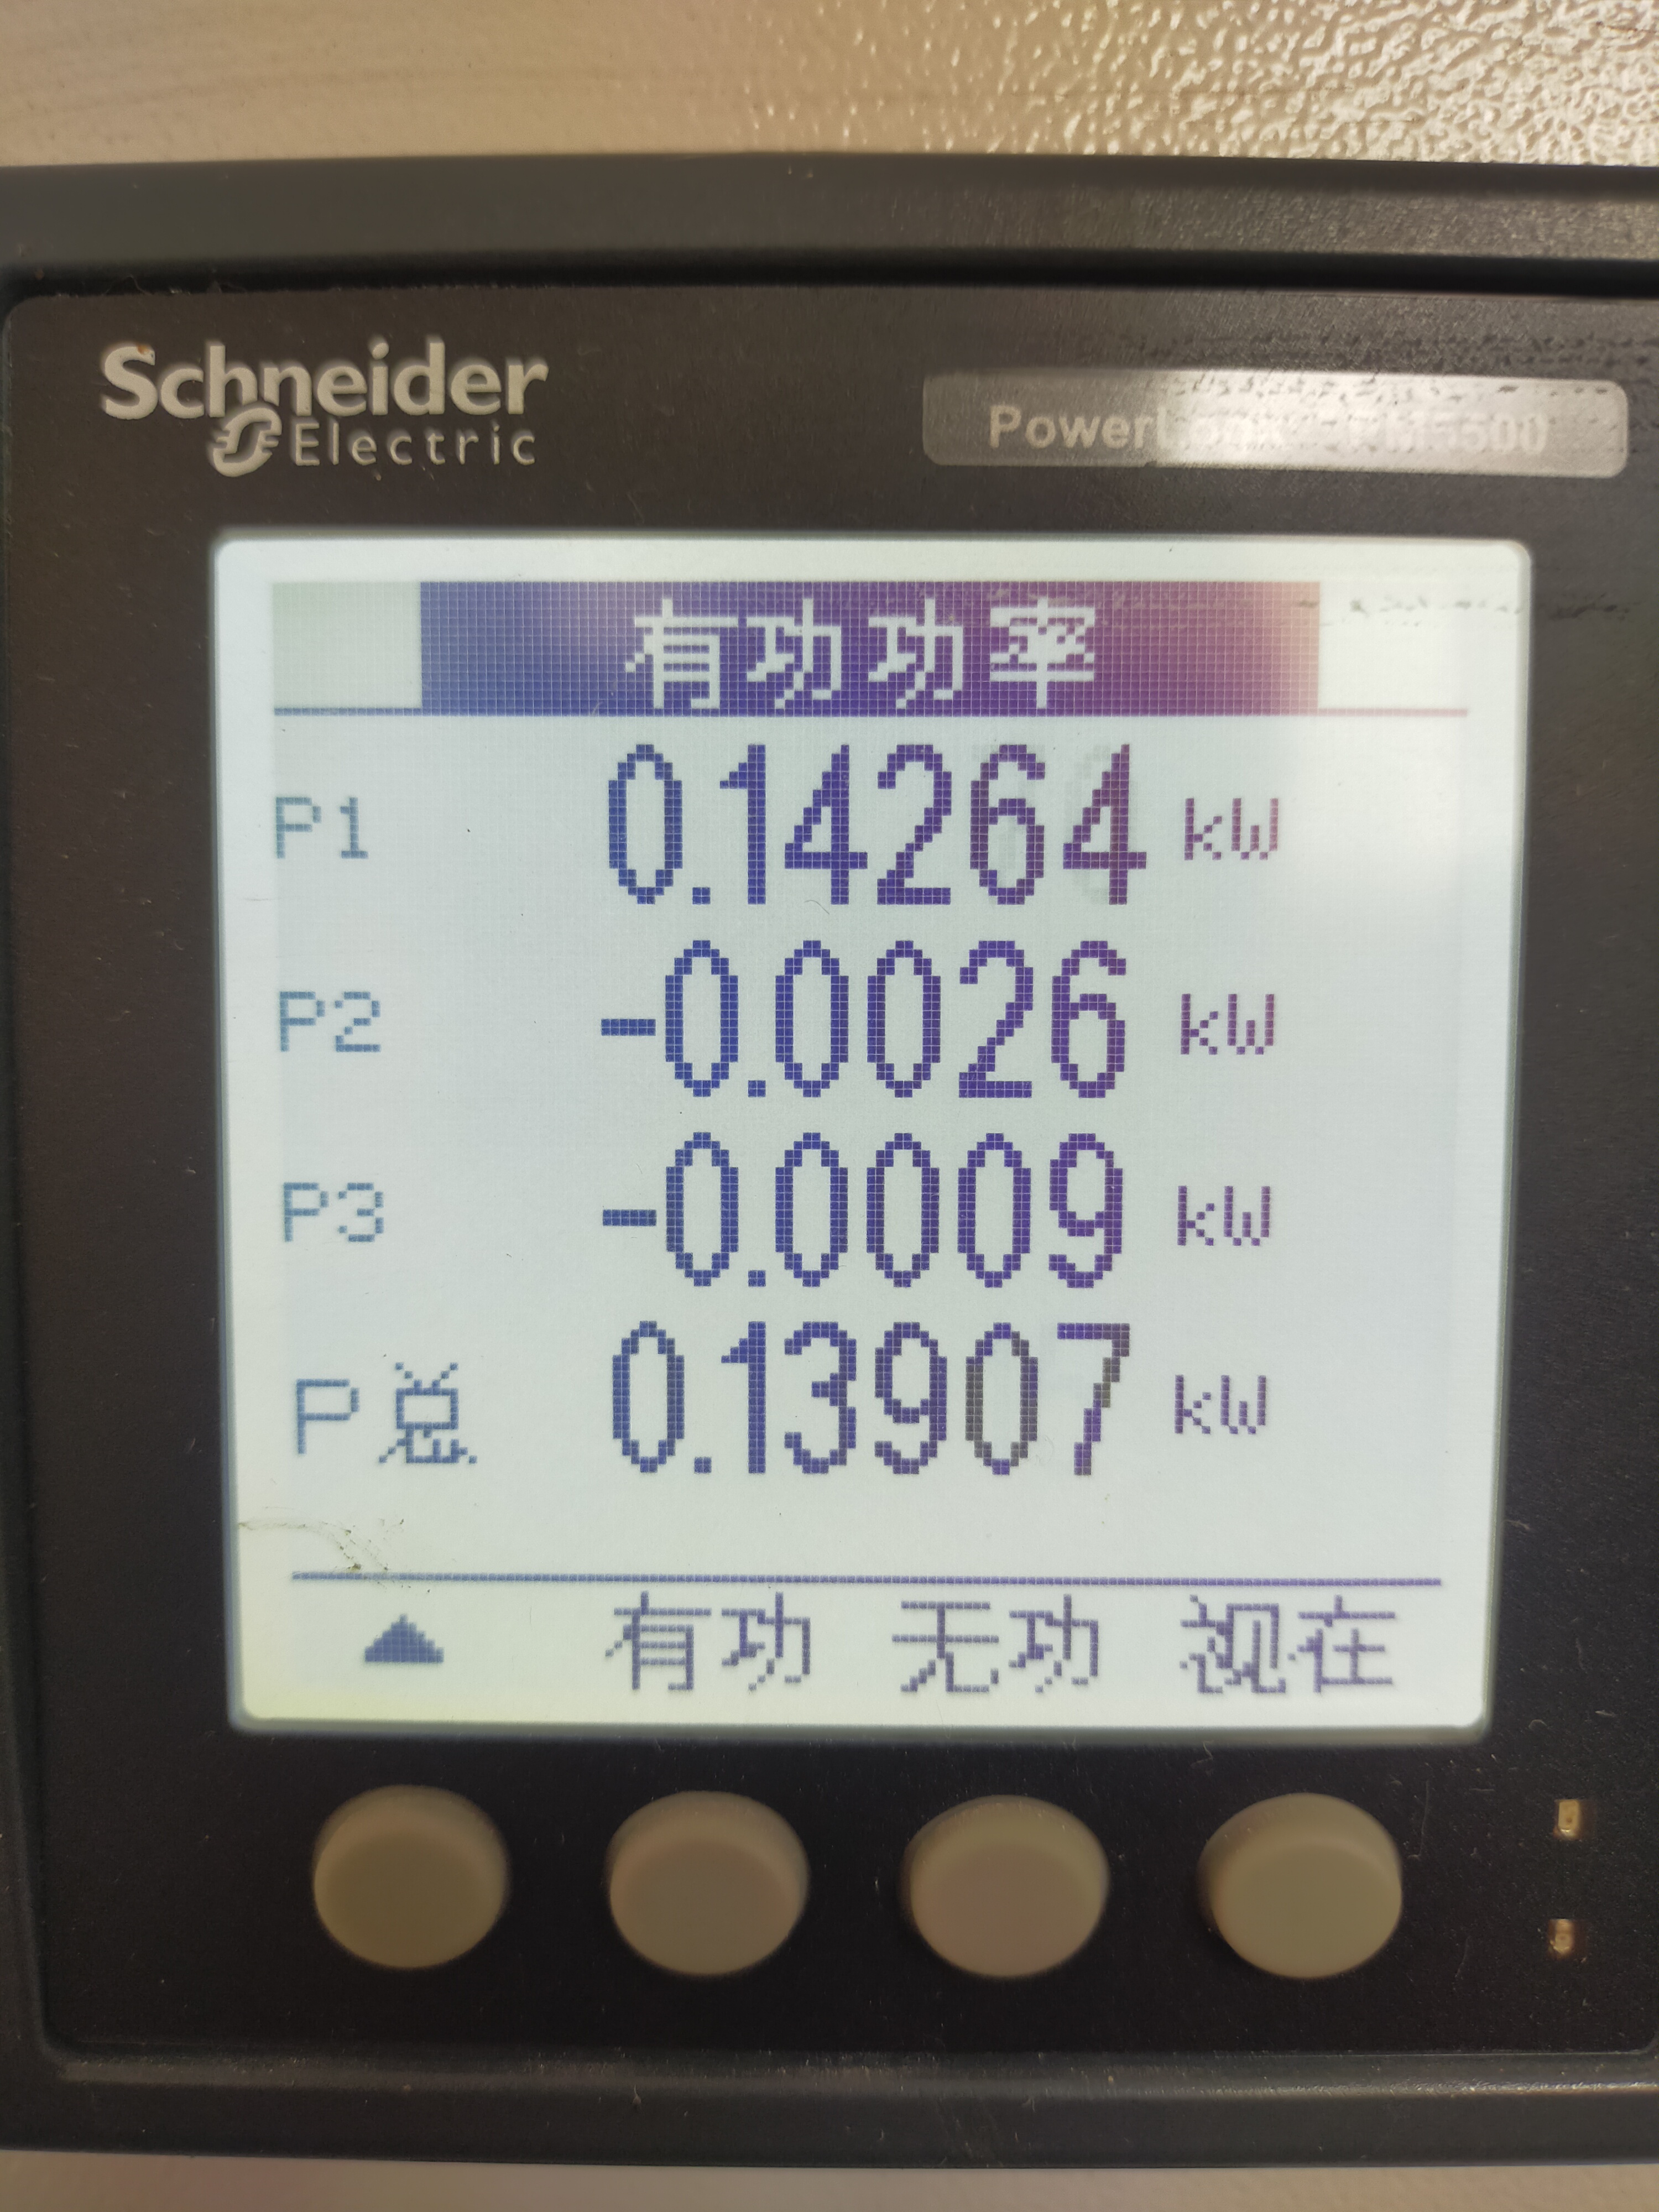 Schneider
Electric
有功功率
P1 0.14264 kW
P2 -0.0026 kW
P3 -0.0009 kW
P总 0.13907 kW
▲ 有功 无功 视在